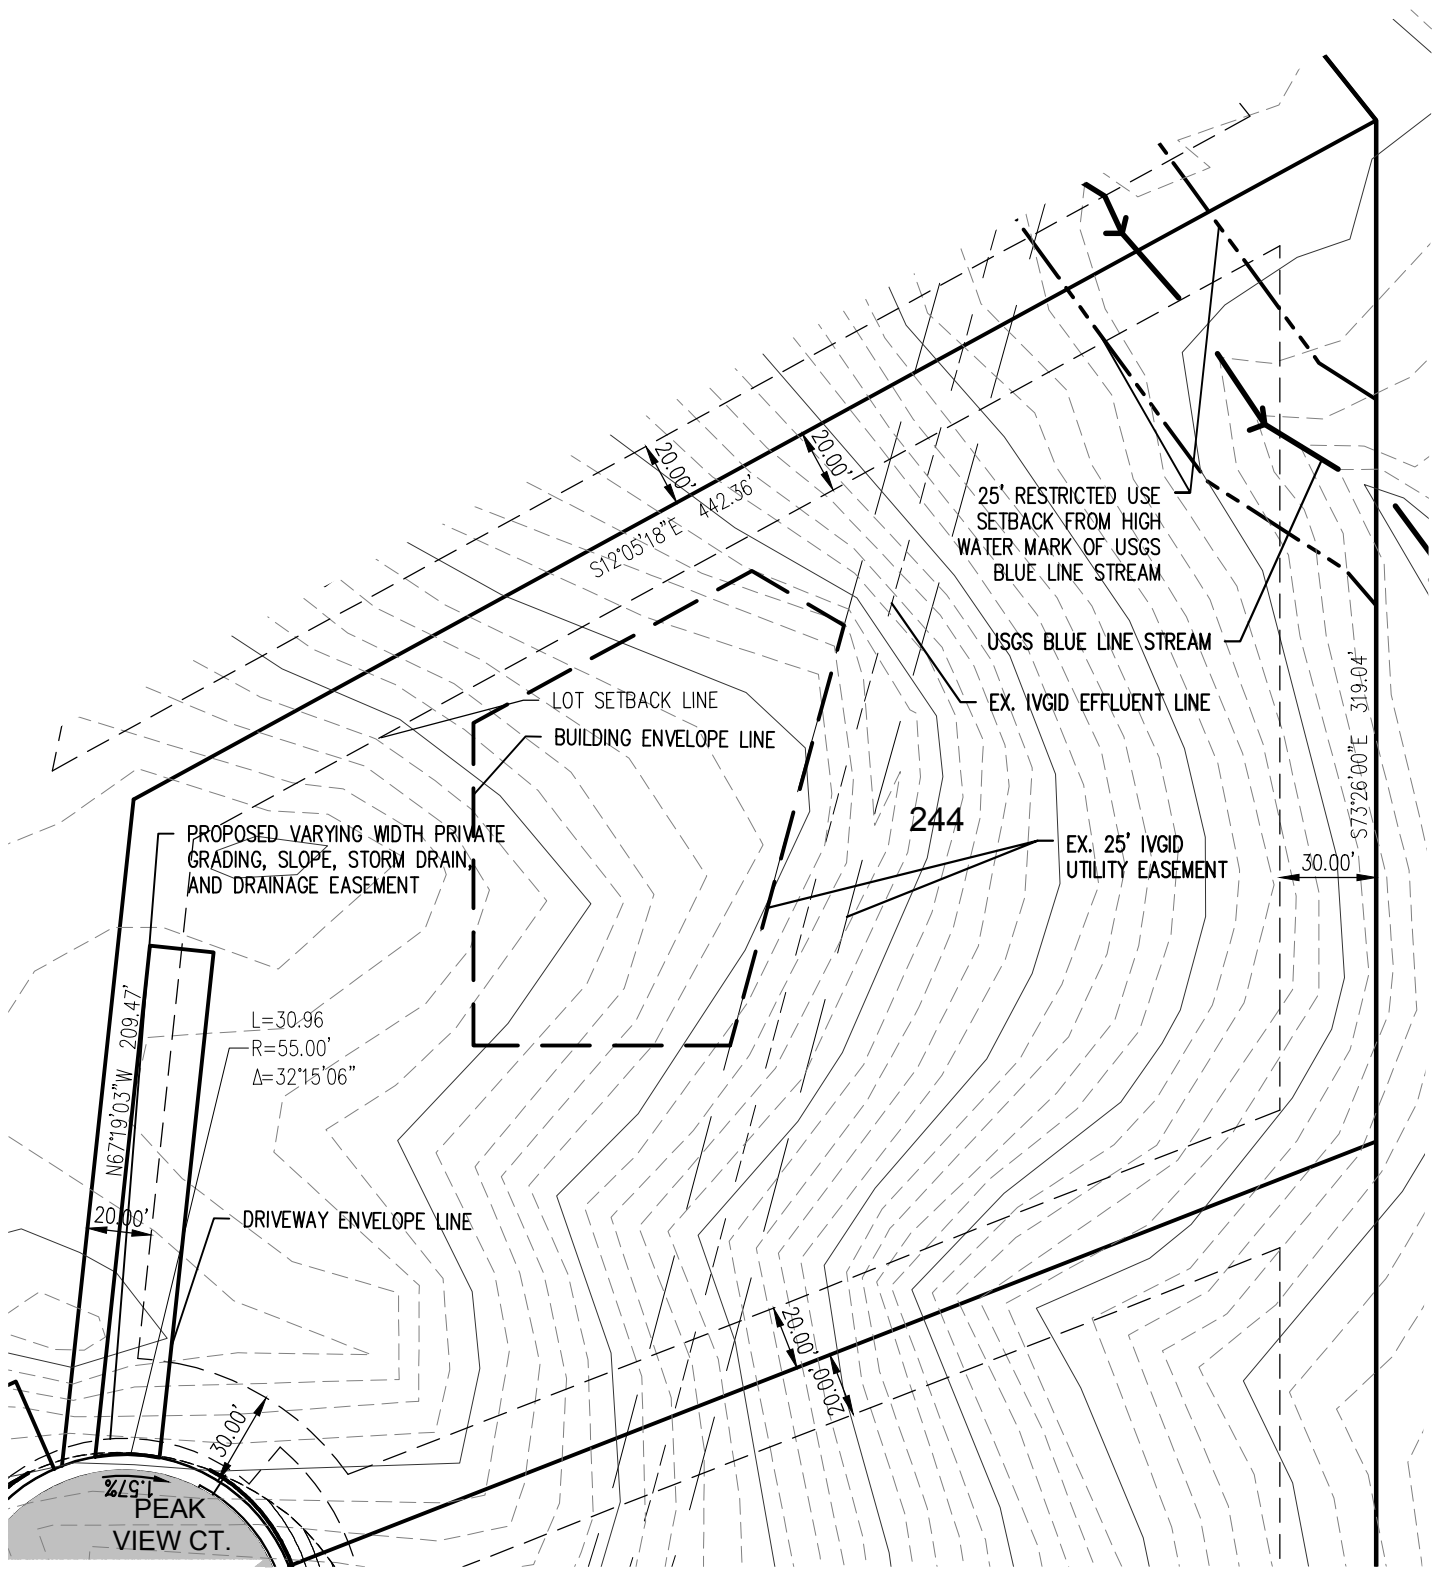 20.00'
20.00'
S12°05'18"E 442.36'
25' RESTRICTED USE
SETBACK FROM HIGH
WATER MARK OF USGS
BLUE LINE STREAM
USGS BLUE LINE STREAM
EX. IVGID EFFLUENT LINE
LOT SETBACK LINE
BUILDING ENVELOPE LINE
S73°26'00"E 319.04'
244
PROPOSED VARYING WIDTH PRIVATE
GRADING, SLOPE, STORM DRAIN,
AND DRAINAGE EASEMENT
EX. 25' IVGID
UTILITY EASEMENT
30.00'
N67°19'03"W 209.47'
L=30.96
R=55.00'
Δ=32°15'06"
20.00'
DRIVEWAY ENVELOPE LINE
20.00'
20.00'
30.00'
1.57%
PEAK
VIEW CT.